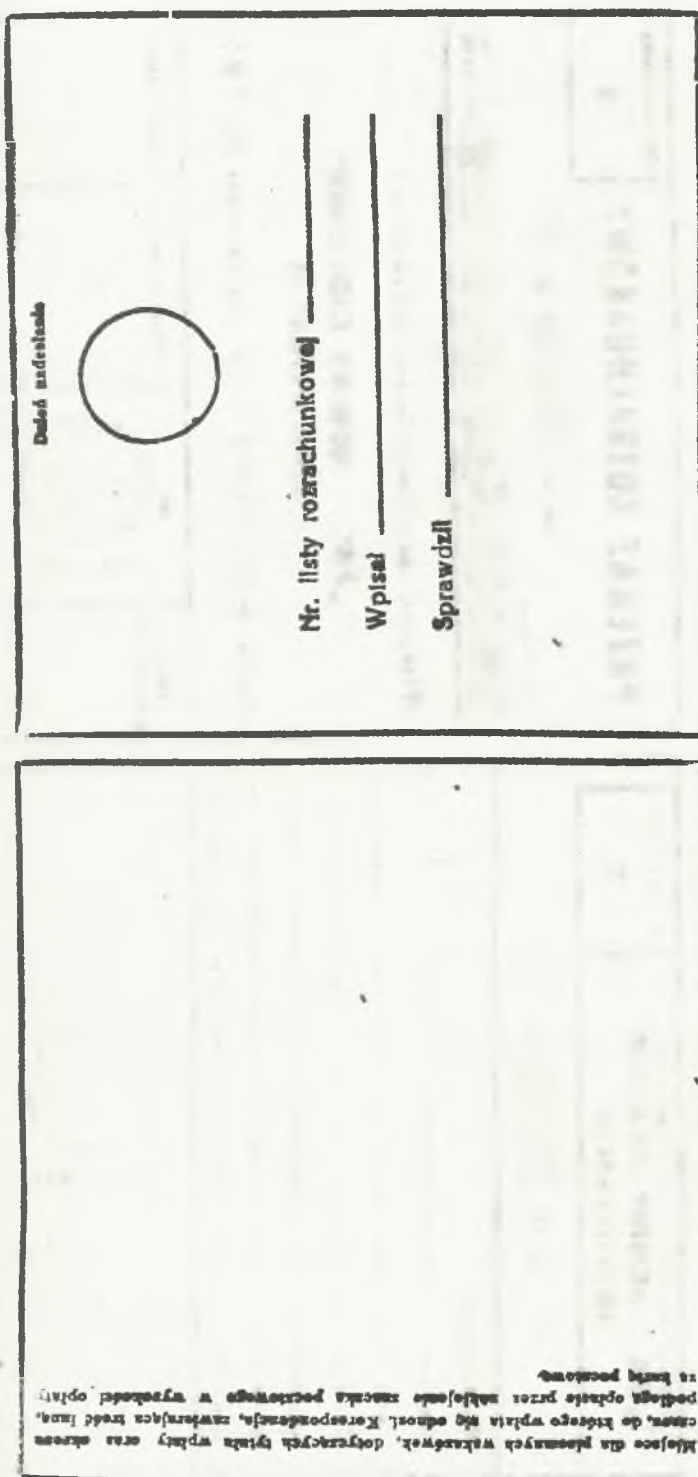 Dzień nadesłania
Nr. listy rozrachunkowej
Wpisał
Sprawdził
Miejsce dla pisemnych wskazówek, dotyczących tytułu wpłaty oraz okresu
czasu, do którego wpłata się odnosi. Korespondencja, zawierająca treść inną,
podlega opłacie przez naklejenie znaczka pocztowego w wysokości opłaty
za kartę pocztową.